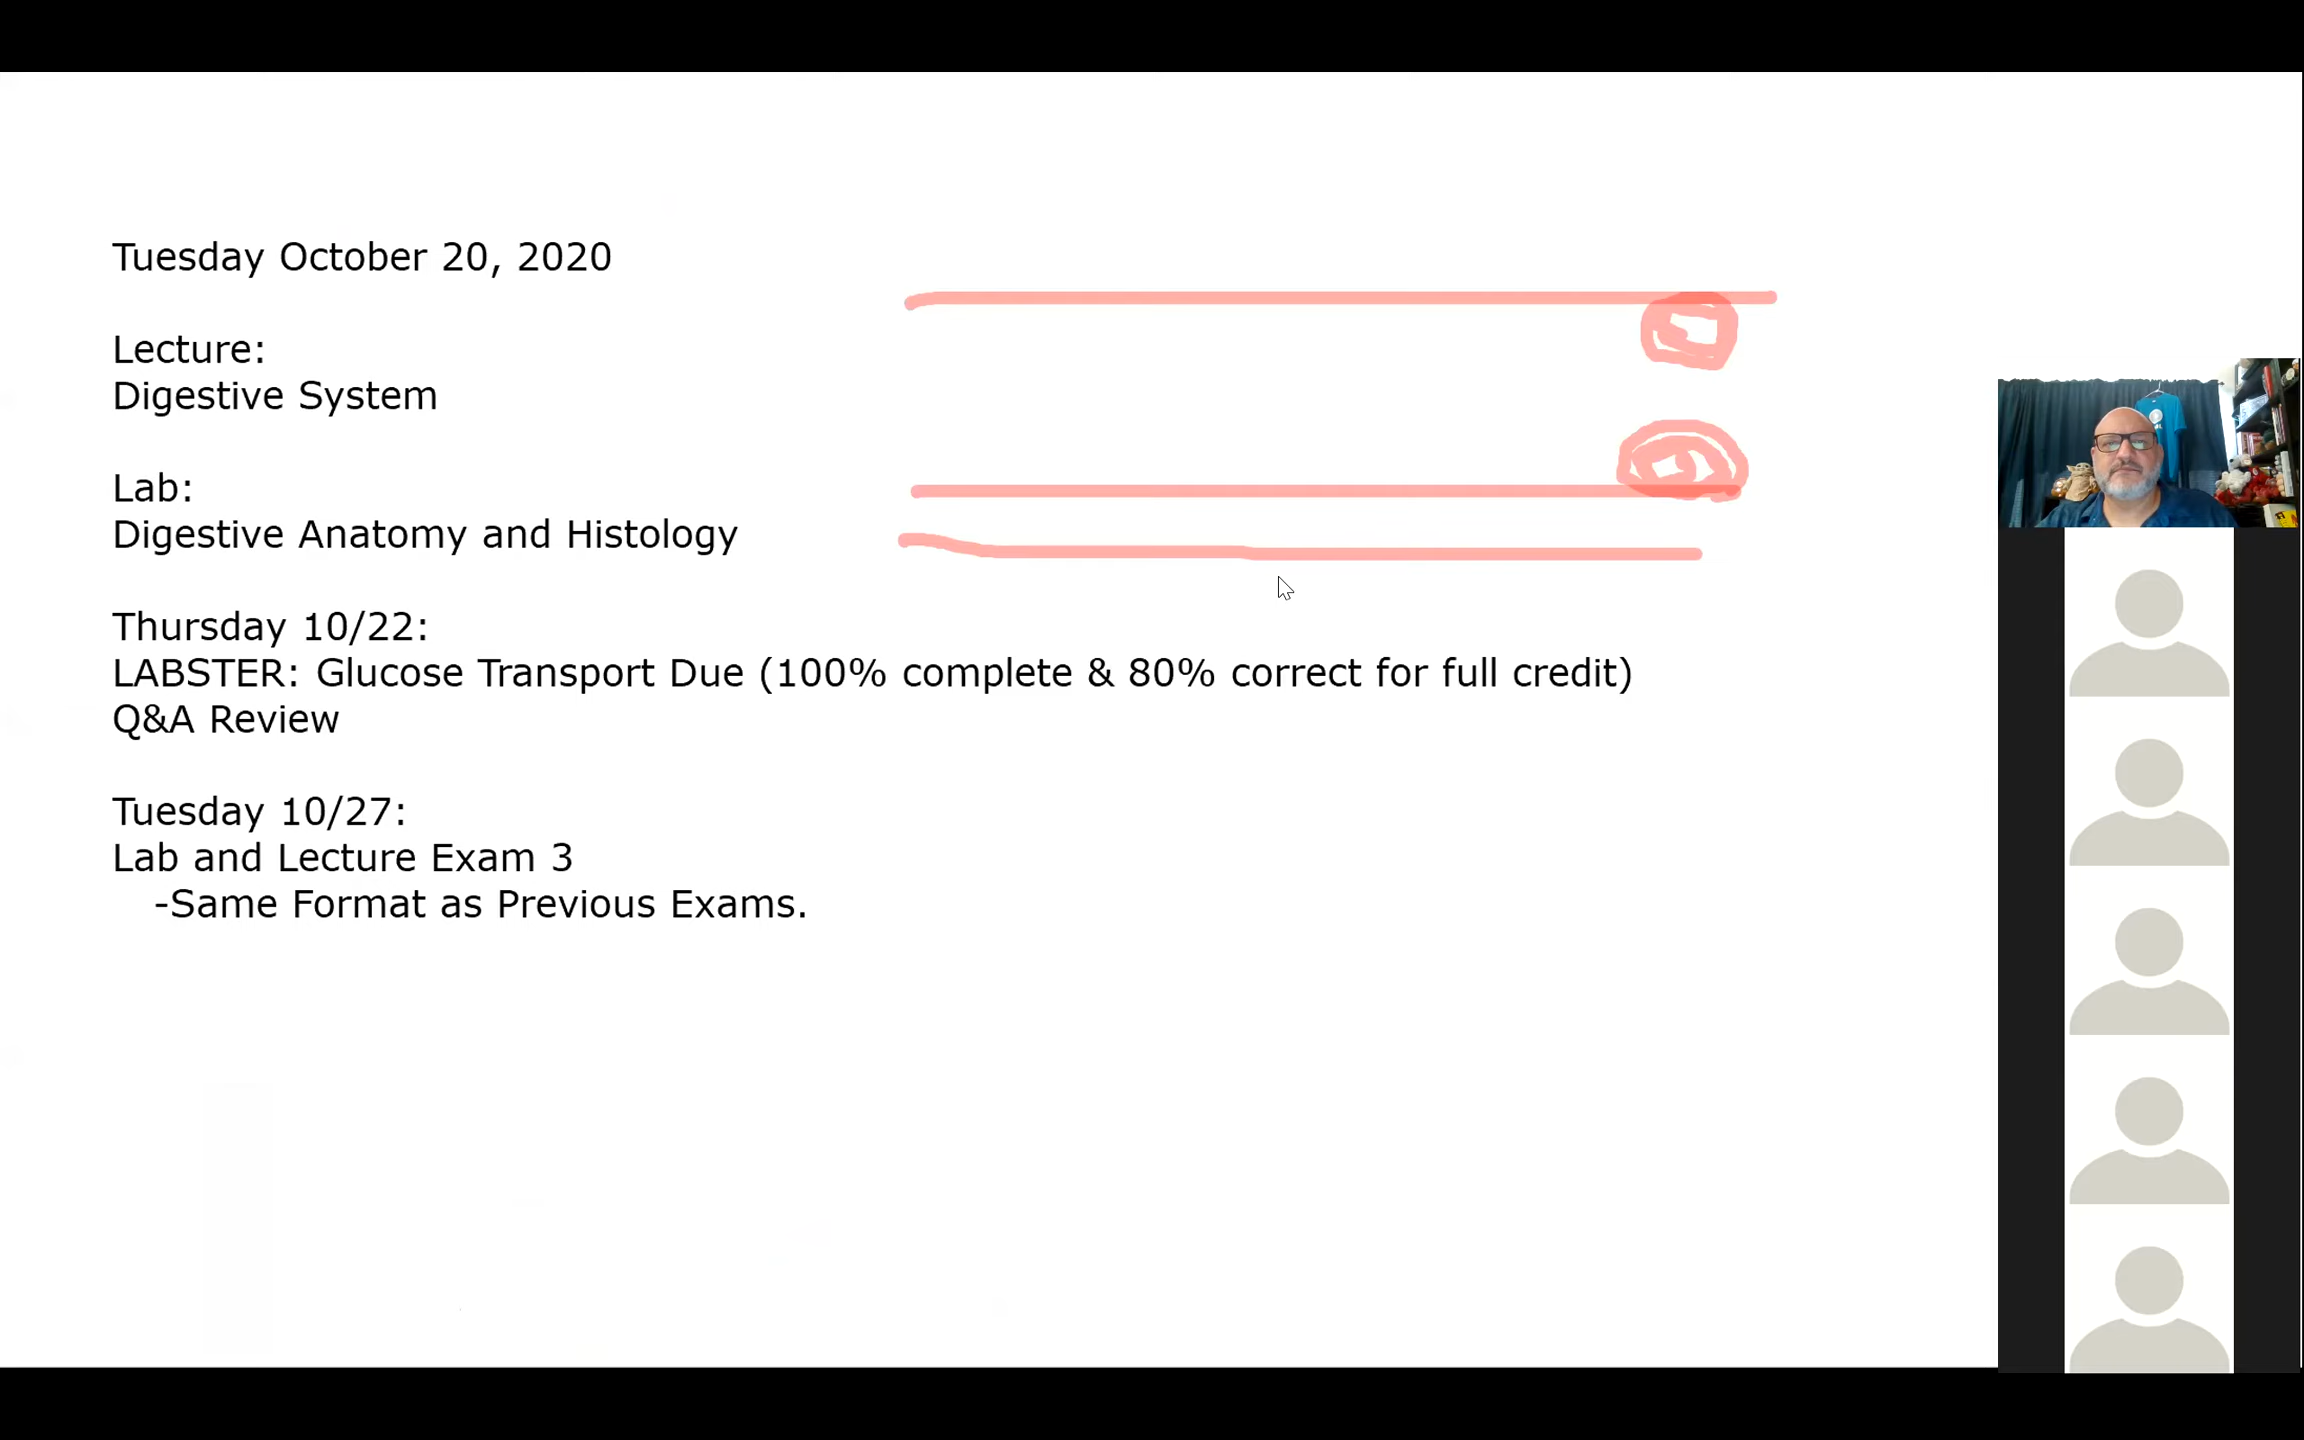 Tuesday October 20, 2020
Lecture:
Digestive System
Lab:
Digestive Anatomy and Histology
Thursday 10/22:
LABSTER: Glucose Transport Due (100% complete & 80% correct for full credit)
Q&A Review
Tuesday 10/27:
Lab and Lecture Exam 3
-Same Format as Previous Exams.